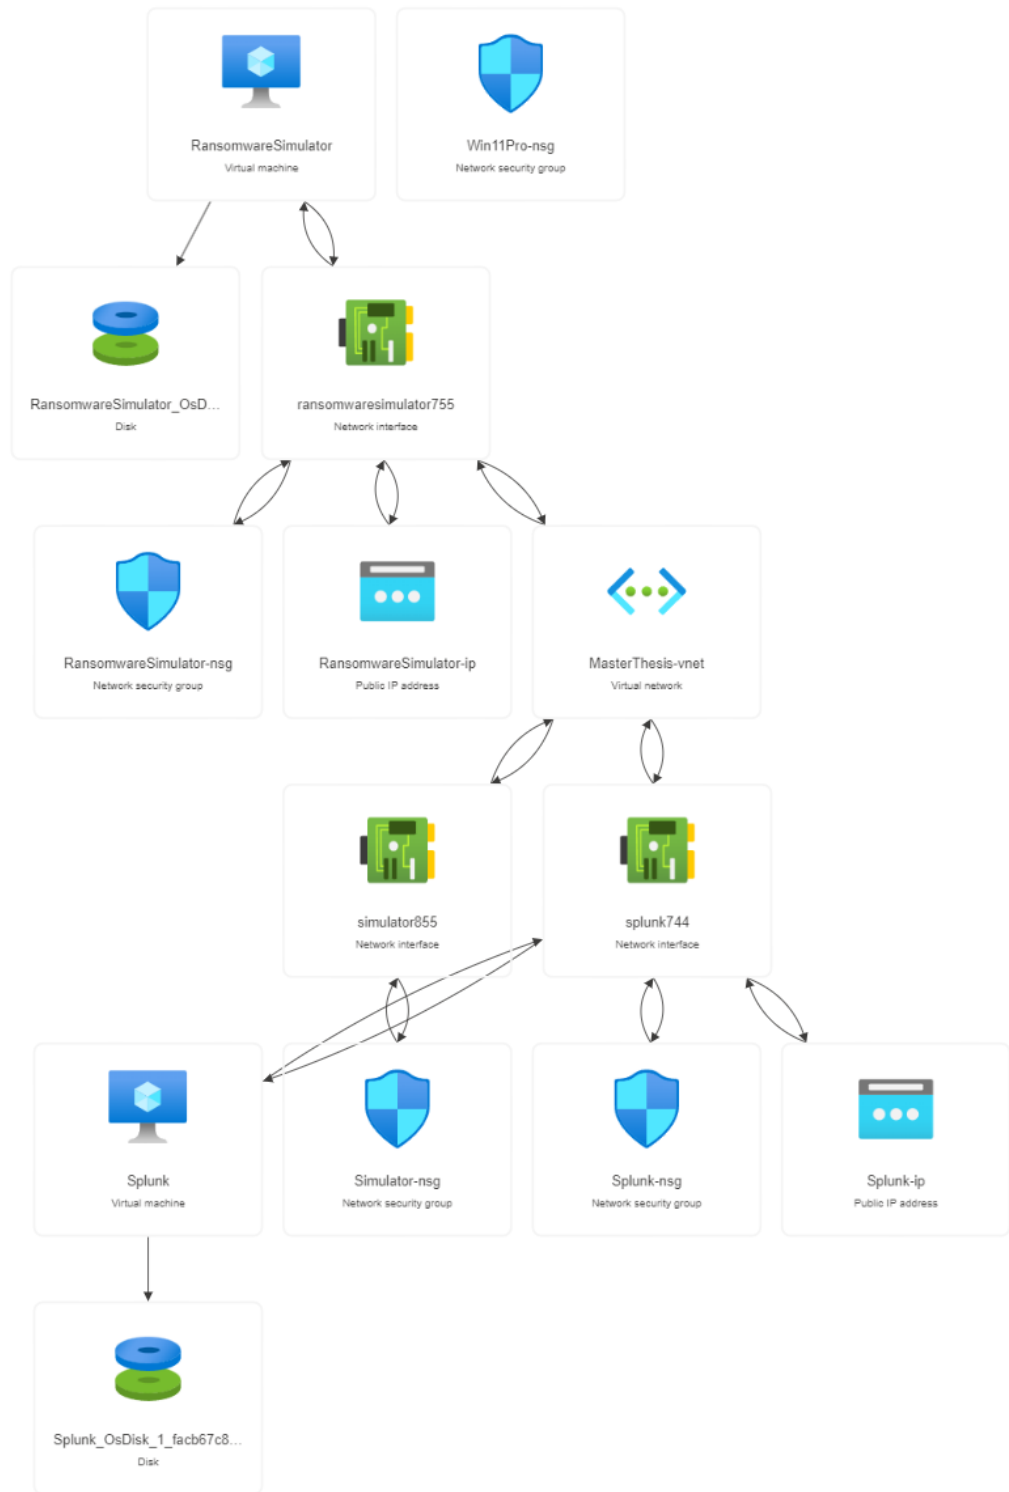 RansomwareSimulator
Virtual machine
Win11Pro-nsg
Network security group
RansomwareSimulator_OsD...
Disk
ransomwaresimulator755
Network interface
RansomwareSimulator-nsg
Network security group
RansomwareSimulator-ip
Public IP address
MasterThesis-vnet
Virtual network
simulator855
Network interface
splunk744
Network interface
Splunk
Virtual machine
Simulator-nsg
Network security group
Splunk-nsg
Network security group
Splunk-ip
Public IP address
Splunk_OsDisk_1_facb67c8...
Disk